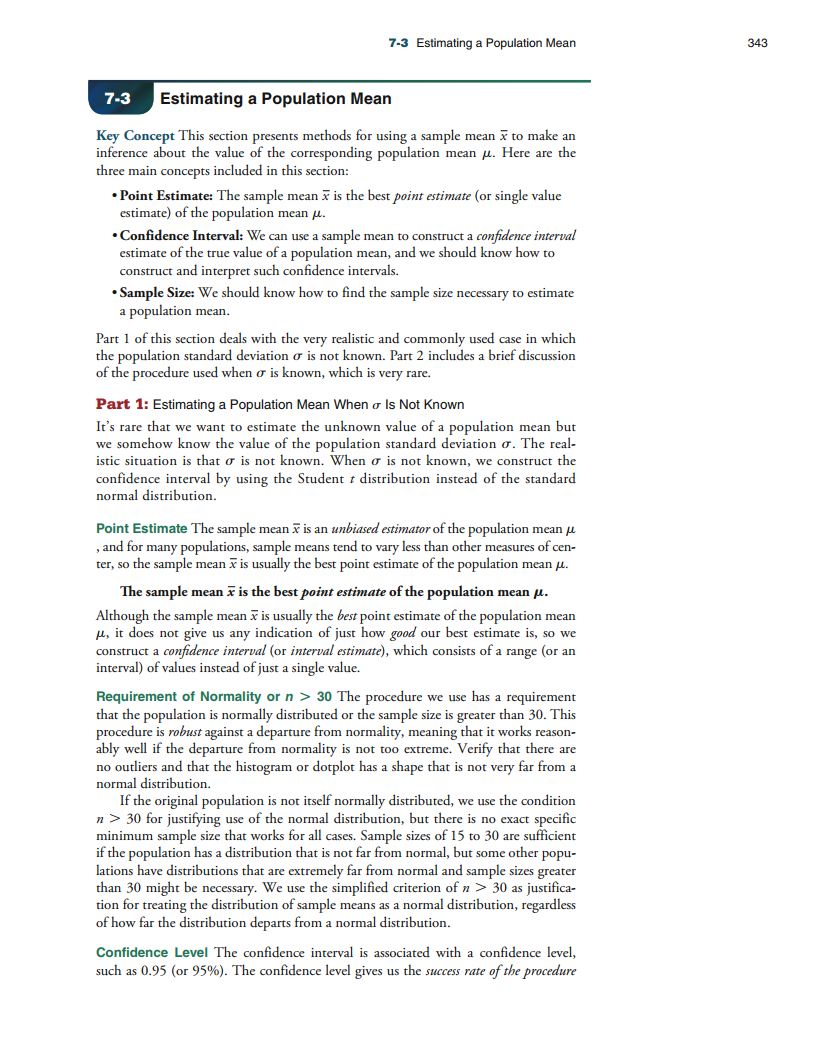 7-3 Estimating a Population Mean 343
7-3 Estimating a Population Mean
Key Concept This section presents methods for using a sample mean x̅ to make an
inference about the value of the corresponding population mean μ. Here are the
three main concepts included in this section:
• Point Estimate: The sample mean x̅ is the best point estimate (or single value
estimate) of the population mean μ.
• Confidence Interval: We can use a sample mean to construct a confidence interval
estimate of the true value of a population mean, and we should know how to
construct and interpret such confidence intervals.
• Sample Size: We should know how to find the sample size necessary to estimate
a population mean.
Part 1 of this section deals with the very realistic and commonly used case in which
the population standard deviation σ is not known. Part 2 includes a brief discussion
of the procedure used when σ is known, which is very rare.
Part 1: Estimating a Population Mean When σ Is Not Known
It's rare that we want to estimate the unknown value of a population mean but
we somehow know the value of the population standard deviation σ. The real-
istic situation is that σ is not known. When σ is not known, we construct the
confidence interval by using the Student t distribution instead of the standard
normal distribution.
Point Estimate The sample mean x̅ is an unbiased estimator of the population mean μ
, and for many populations, sample means tend to vary less than other measures of cen-
ter, so the sample mean x̅ is usually the best point estimate of the population mean μ.
The sample mean x̅ is the best point estimate of the population mean μ.
Although the sample mean x̅ is usually the best point estimate of the population mean
μ, it does not give us any indication of just how good our best estimate is, so we
construct a confidence interval (or interval estimate), which consists of a range (or an
interval) of values instead of just a single value.
Requirement of Normality or n > 30 The procedure we use has a requirement
that the population is normally distributed or the sample size is greater than 30. This
procedure is robust against a departure from normality, meaning that it works reason-
ably well if the departure from normality is not too extreme. Verify that there are
no outliers and that the histogram or dotplot has a shape that is not very far from a
normal distribution.
If the original population is not itself normally distributed, we use the condition
n > 30 for justifying use of the normal distribution, but there is no exact specific
minimum sample size that works for all cases. Sample sizes of 15 to 30 are sufficient
if the population has a distribution that is not far from normal, but some other popu-
lations have distributions that are extremely far from normal and sample sizes greater
than 30 might be necessary. We use the simplified criterion of n > 30 as justifica-
tion for treating the distribution of sample means as a normal distribution, regardless
of how far the distribution departs from a normal distribution.
Confidence Level The confidence interval is associated with a confidence level,
such as 0.95 (or 95%). The confidence level gives us the success rate of the procedure